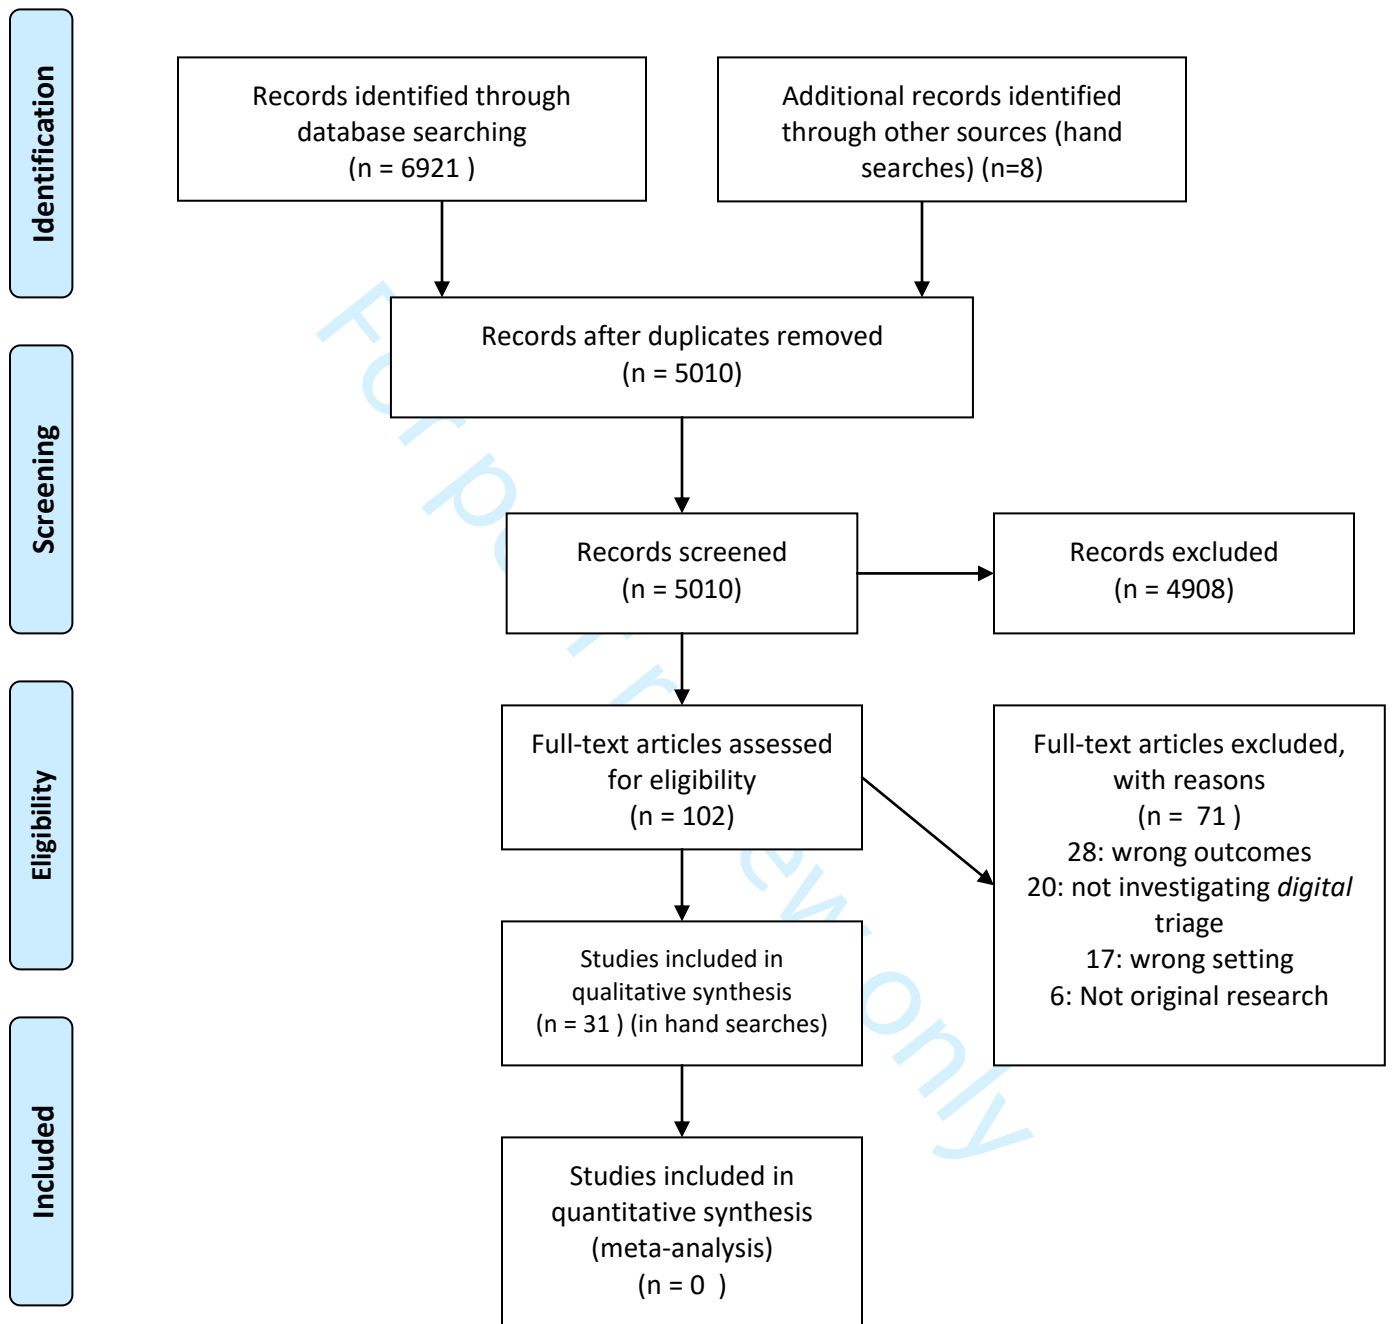 Identification
Records identified through
database searching
(n = 6921 )
Additional records identified
through other sources (hand
searches) (n=8)
Records after duplicates removed
(n = 5010)
Screening
Records screened
(n = 5010)
Records excluded
(n = 4908)
Eligibility
Full-text articles assessed
for eligibility
(n = 102)
Full-text articles excluded,
with reasons
(n = 71 )
28: wrong outcomes
20: not investigating digital
triage
17: wrong setting
6: Not original research
Studies included in
qualitative synthesis
(n = 31 ) (in hand searches)
Included
Studies included in
quantitative synthesis
(meta-analysis)
(n = 0 )